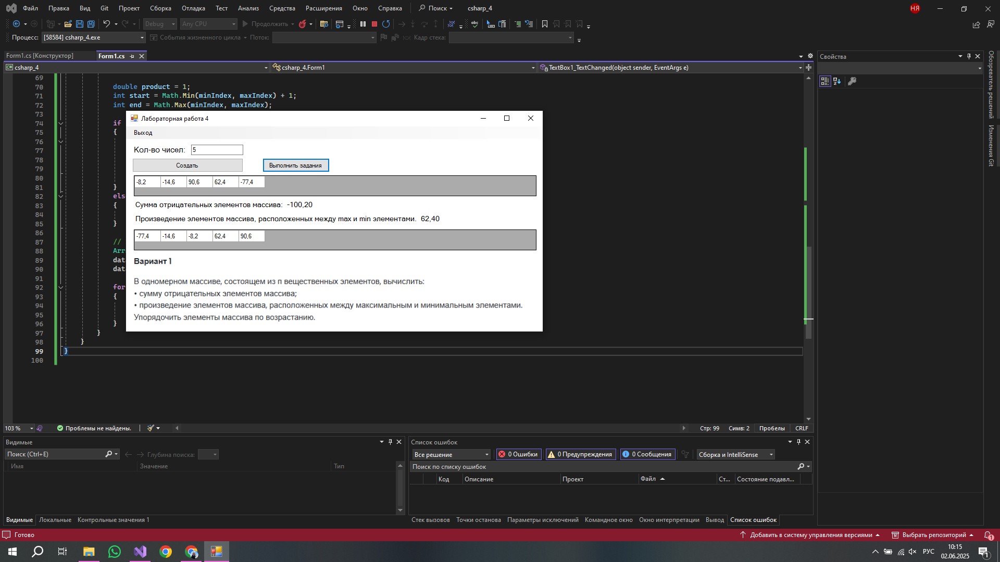 Файл Правка Вид Git Проект Сборка Отладка Тест Анализ Средства Расширения Окно Справка Поиск csharp_4 НЯ
Debug Any CPU Продолжить
Процесс: [58584] csharp_4.exe События жизненного цикла Поток: Кадр стека:
Form1.cs [Конструктор] Form1.cs
csharp_4 csharp_4.Form1 TextBox1_TextChanged(object sender, EventArgs e)
69
70 double product = 1;
71 int start = Math.Min(minIndex, maxIndex) + 1;
72 int end = Math.Max(minIndex, maxIndex);
73
74 if
75 {
76
77
78
79
80
81 }
82 els
83 {
84
85 }
86
87 //
88 Arr
89 dat
90 dat
91
92 for
93 {
94
95
96 }
97 }
98 }
99 }
100
Лабораторная работа 4
Выход
Кол-во чисел: 5
Создать Выполнить задания
-8,2 -14,6 90,6 62,4 -77,4
Сумма отрицательных элементов массива: -100,20
Произведение элементов массива, расположенных между max и min элементами. 62,40
-77,4 -14,6 -8,2 62,4 90,6
Вариант 1
В одномерном массиве, состоящем из п вещественных элементов, вычислить:
• сумму отрицательных элементов массива;
• произведение элементов массива, расположенных между максимальным и минимальным элементами.
Упорядочить элементы массива по возрастанию.
103 % Проблемы не найдены. Стр: 99 Симв: 2 Пробелы CRLF
Видимые
Поиск (Ctrl+E) Глубина поиска:
Имя Значение Тип
Видимые Локальные Контрольные значения 1
Список ошибок
Все решение 0 Ошибки 0 Предупреждения 0 Сообщения Сборка и IntelliSense
Поиск по списку ошибок
Код Описание Проект Файл Ст... Состояние подавл...
Стек вызовов Точки останова Параметры исключений Командное окно Окно интерпретации Вывод Список ошибок
Свойства
Обозреватель решений
Изменения Git
Готово Добавить в систему управления версиями Выбрать репозиторий 1
РУС 10:15
02.06.2025 1